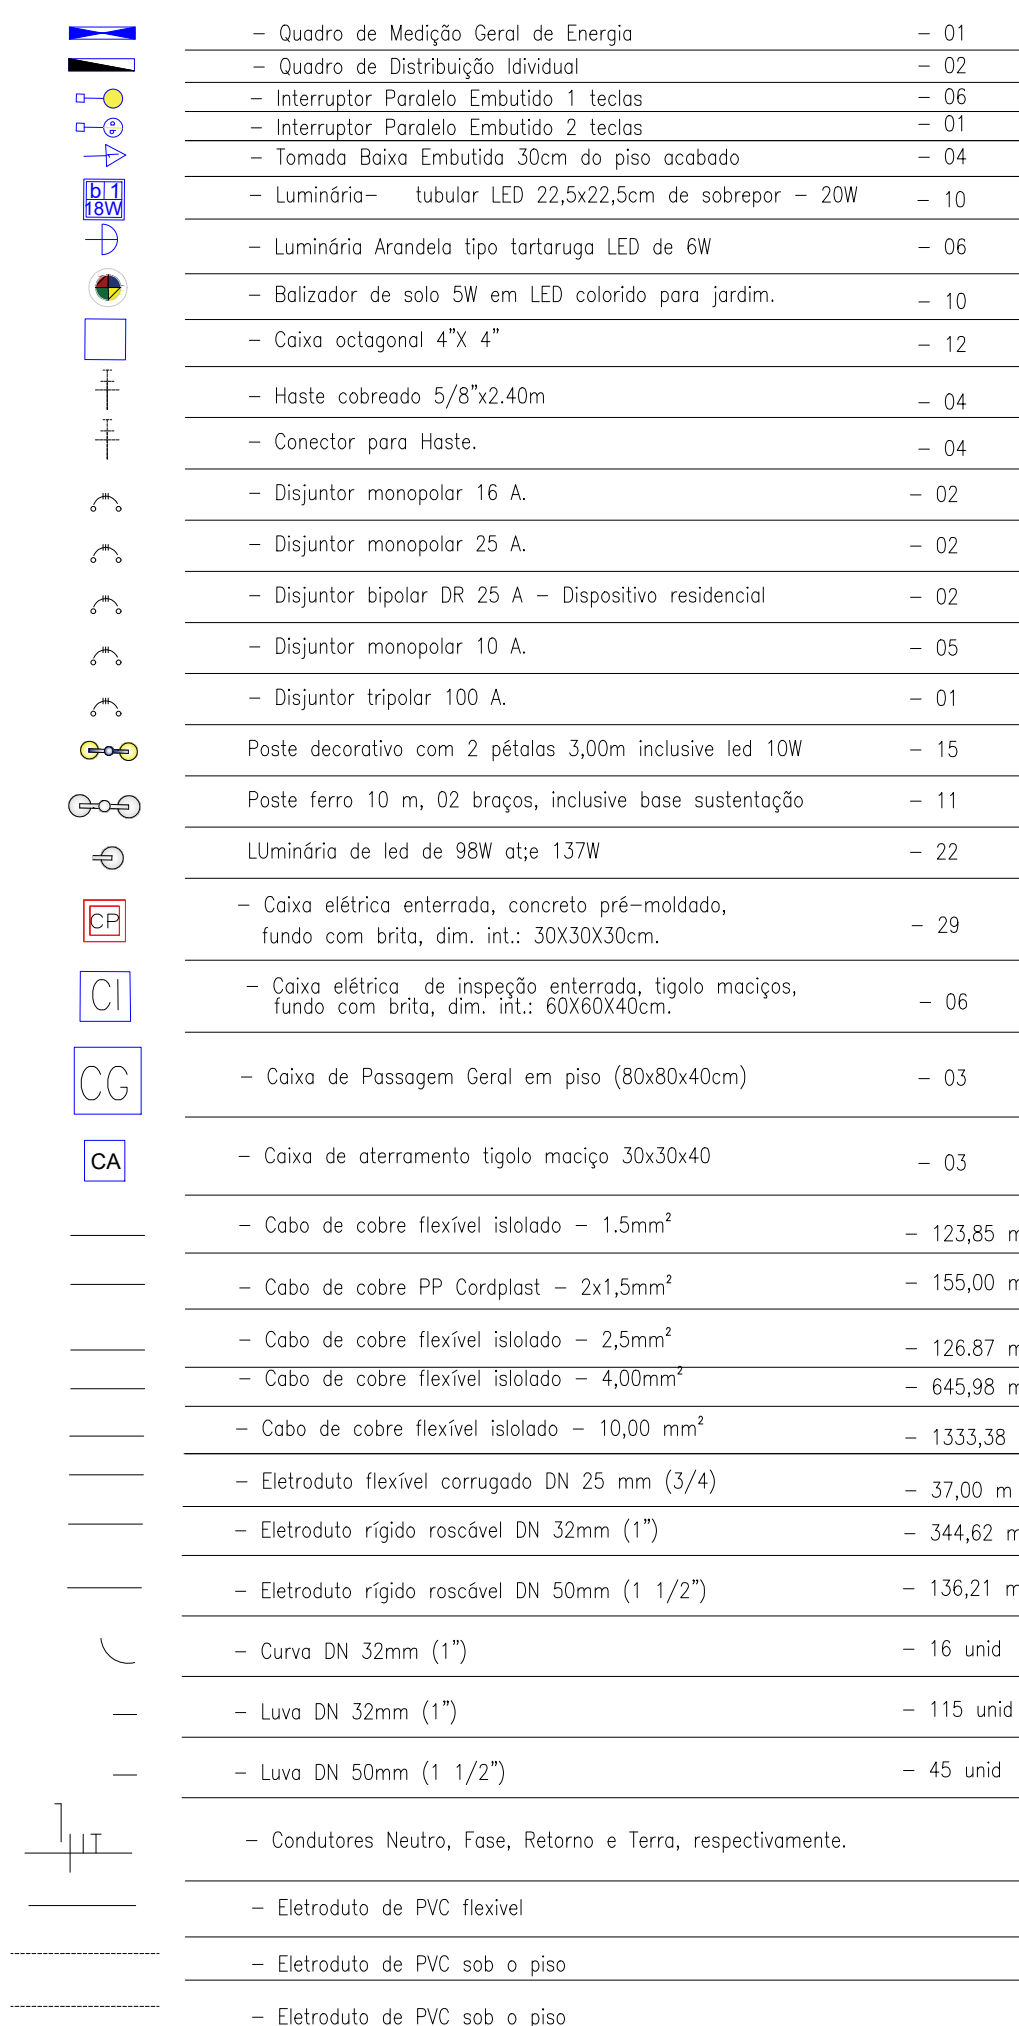 - Quadro de Medição Geral de Energia - 01
- Quadro de Distribuição Idividual - 02
- Interruptor Paralelo Embutido 1 teclas - 06
- Interruptor Paralelo Embutido 2 teclas - 01
- Tomada Baixa Embutida 30cm do piso acabado - 04
b 1
18W
- Luminária- tubular LED 22,5x22,5cm de sobrepor - 20W - 10
- Luminária Arandela tipo tartaruga LED de 6W - 06
- Balizador de solo 5W em LED colorido para jardim. - 10
- Caixa octagonal 4"X 4" - 12
- Haste cobreado 5/8"x2.40m - 04
- Conector para Haste. - 04
- Disjuntor monopolar 16 A. - 02
- Disjuntor monopolar 25 A. - 02
- Disjuntor bipolar DR 25 A - Dispositivo residencial - 02
- Disjuntor monopolar 10 A. - 05
- Disjuntor tripolar 100 A. - 01
Poste decorativo com 2 pétalas 3,00m inclusive led 10W - 15
Poste ferro 10 m, 02 braços, inclusive base sustentação - 11
LUminária de led de 98W at;e 137W - 22
CP
- Caixa elétrica enterrada, concreto pré-moldado,
fundo com brita, dim. int.: 30X30X30cm. - 29
CI
- Caixa elétrica de inspeção enterrada, tigolo maciços,
fundo com brita, dim. int.: 60X60X40cm. - 06
CG - Caixa de Passagem Geral em piso (80x80x40cm) - 03
CA - Caixa de aterramento tigolo maciço 30x30x40 - 03
- Cabo de cobre flexível islolado - 1.5mm² - 123,85 m
- Cabo de cobre PP Cordplast - 2x1,5mm² - 155,00 m
- Cabo de cobre flexível islolado - 2,5mm² - 126.87 m
- Cabo de cobre flexível islolado - 4,00mm² - 645,98 m
- Cabo de cobre flexível islolado - 10,00 mm² - 1333,38
- Eletroduto flexível corrugado DN 25 mm (3/4) - 37,00 m
- Eletroduto rígido roscável DN 32mm (1") - 344,62 m
- Eletroduto rígido roscável DN 50mm (1 1/2") - 136,21 m
- Curva DN 32mm (1") - 16 unid
- Luva DN 32mm (1") - 115 unid
- Luva DN 50mm (1 1/2") - 45 unid
- Condutores Neutro, Fase, Retorno e Terra, respectivamente.
- Eletroduto de PVC flexivel
- Eletroduto de PVC sob o piso
- Eletroduto de PVC sob o piso